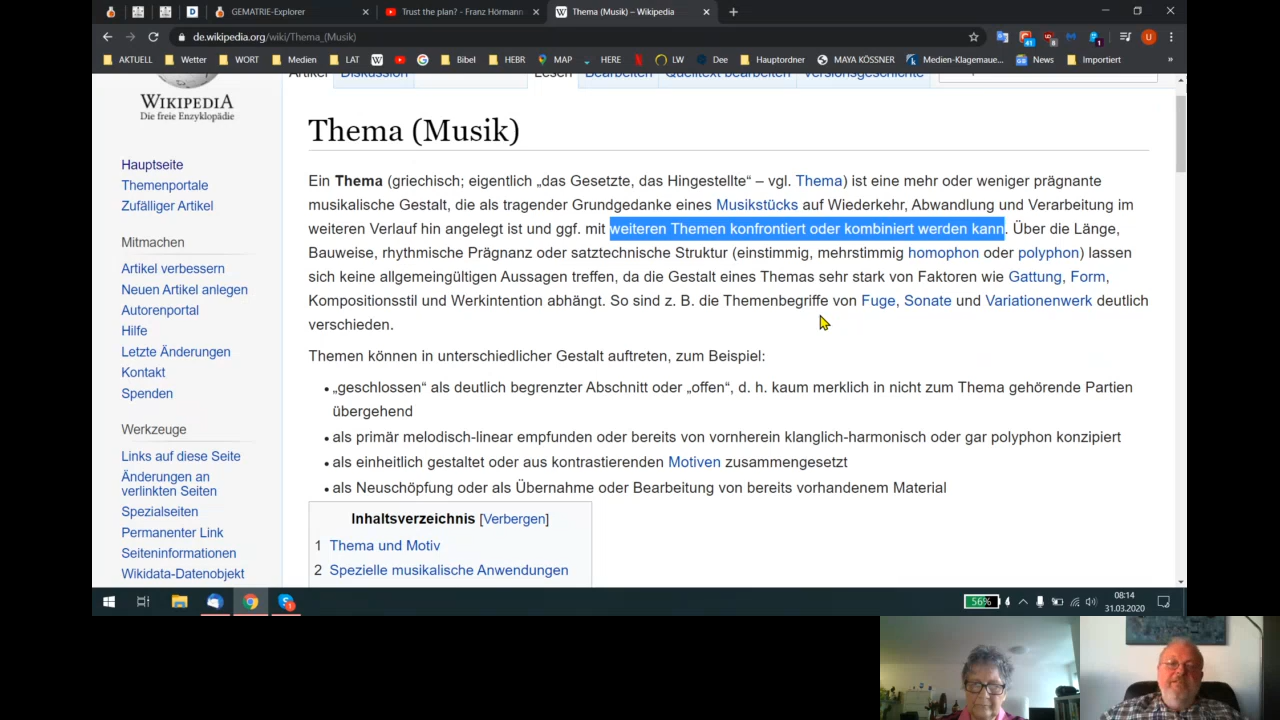 GEMATRIE-Explorer
Trust the plan? - Franz Hörmann
Thema (Musik) – Wikipedia
de.wikipedia.org/wiki/Thema_(Musik)
AKTUELL Wetter WORT Medien LAT Bibel HEBR MAP HERE LW Dee Hauptordner MAYA KÖSSNER Medien-Klagemaue... News Importiert »
Artikel Diskussion Lesen Bearbeiten Quelltext bearbeiten Versionsgeschichte
WIKIPEDIA
Die freie Enzyklopädie
Hauptseite
Themenportale
Zufälliger Artikel
Mitmachen
Artikel verbessern
Neuen Artikel anlegen
Autorenportal
Hilfe
Letzte Änderungen
Kontakt
Spenden
Werkzeuge
Links auf diese Seite
Änderungen an
verlinkten Seiten
Spezialseiten
Permanenter Link
Seiteninformationen
Wikidata-Datenobjekt
Thema (Musik)
Ein Thema (griechisch; eigentlich „das Gesetzte, das Hingestellte“ – vgl. Thema) ist eine mehr oder weniger prägnante
musikalische Gestalt, die als tragender Grundgedanke eines Musikstücks auf Wiederkehr, Abwandlung und Verarbeitung im
weiteren Verlauf hin angelegt ist und ggf. mit weiteren Themen konfrontiert oder kombiniert werden kann. Über die Länge,
Bauweise, rhythmische Prägnanz oder satztechnische Struktur (einstimmig, mehrstimmig homophon oder polyphon) lassen
sich keine allgemeingültigen Aussagen treffen, da die Gestalt eines Themas sehr stark von Faktoren wie Gattung, Form,
Kompositionsstil und Werkintention abhängt. So sind z. B. die Themenbegriffe von Fuge, Sonate und Variationenwerk deutlich
verschieden.
Themen können in unterschiedlicher Gestalt auftreten, zum Beispiel:
• „geschlossen“ als deutlich begrenzter Abschnitt oder „offen“, d. h. kaum merklich in nicht zum Thema gehörende Partien
übergehend
• als primär melodisch-linear empfunden oder bereits von vornherein klanglich-harmonisch oder gar polyphon konzipiert
• als einheitlich gestaltet oder aus kontrastierenden Motiven zusammengesetzt
• als Neuschöpfung oder als Übernahme oder Bearbeitung von bereits vorhandenem Material
Inhaltsverzeichnis [Verbergen]
1 Thema und Motiv
2 Spezielle musikalische Anwendungen
56%
08:14
31.03.2020